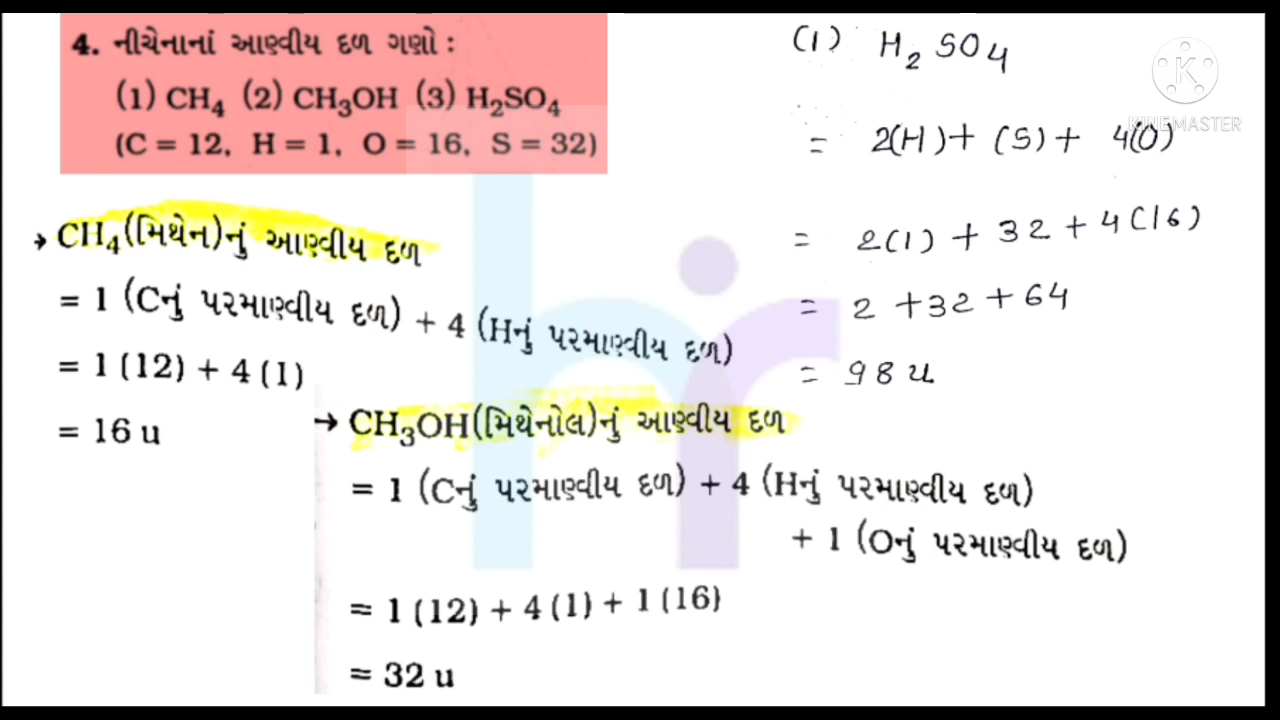 4. નીચેનાનાં આણ્વીય દળ ગણો :
(1) CH₄ (2) CH₃OH (3) H₂SO₄
(C = 12, H = 1, O = 16, S = 32)
→ CH₄(મિથેન)નું આણ્વીય દળ
= 1 (Cનું પરમાણ્વીય દળ) + 4 (Hનું પરમાણ્વીય દળ)
= 1 (12) + 4 (1)
= 16 u
→ CH₃OH(મિથેનોલ)નું આણ્વીય દળ
= 1 (Cનું પરમાણ્વીય દળ) + 4 (Hનું પરમાણ્વીય દળ)
+ 1 (Oનું પરમાણ્વીય દળ)
= 1 (12) + 4 (1) + 1 (16)
= 32 u
(1) H₂SO₄
= 2(H) + (S) + 4(O)
= 2(1) + 32 + 4(16)
= 2 + 32 + 64
= 98 u
KINEMASTER
hr